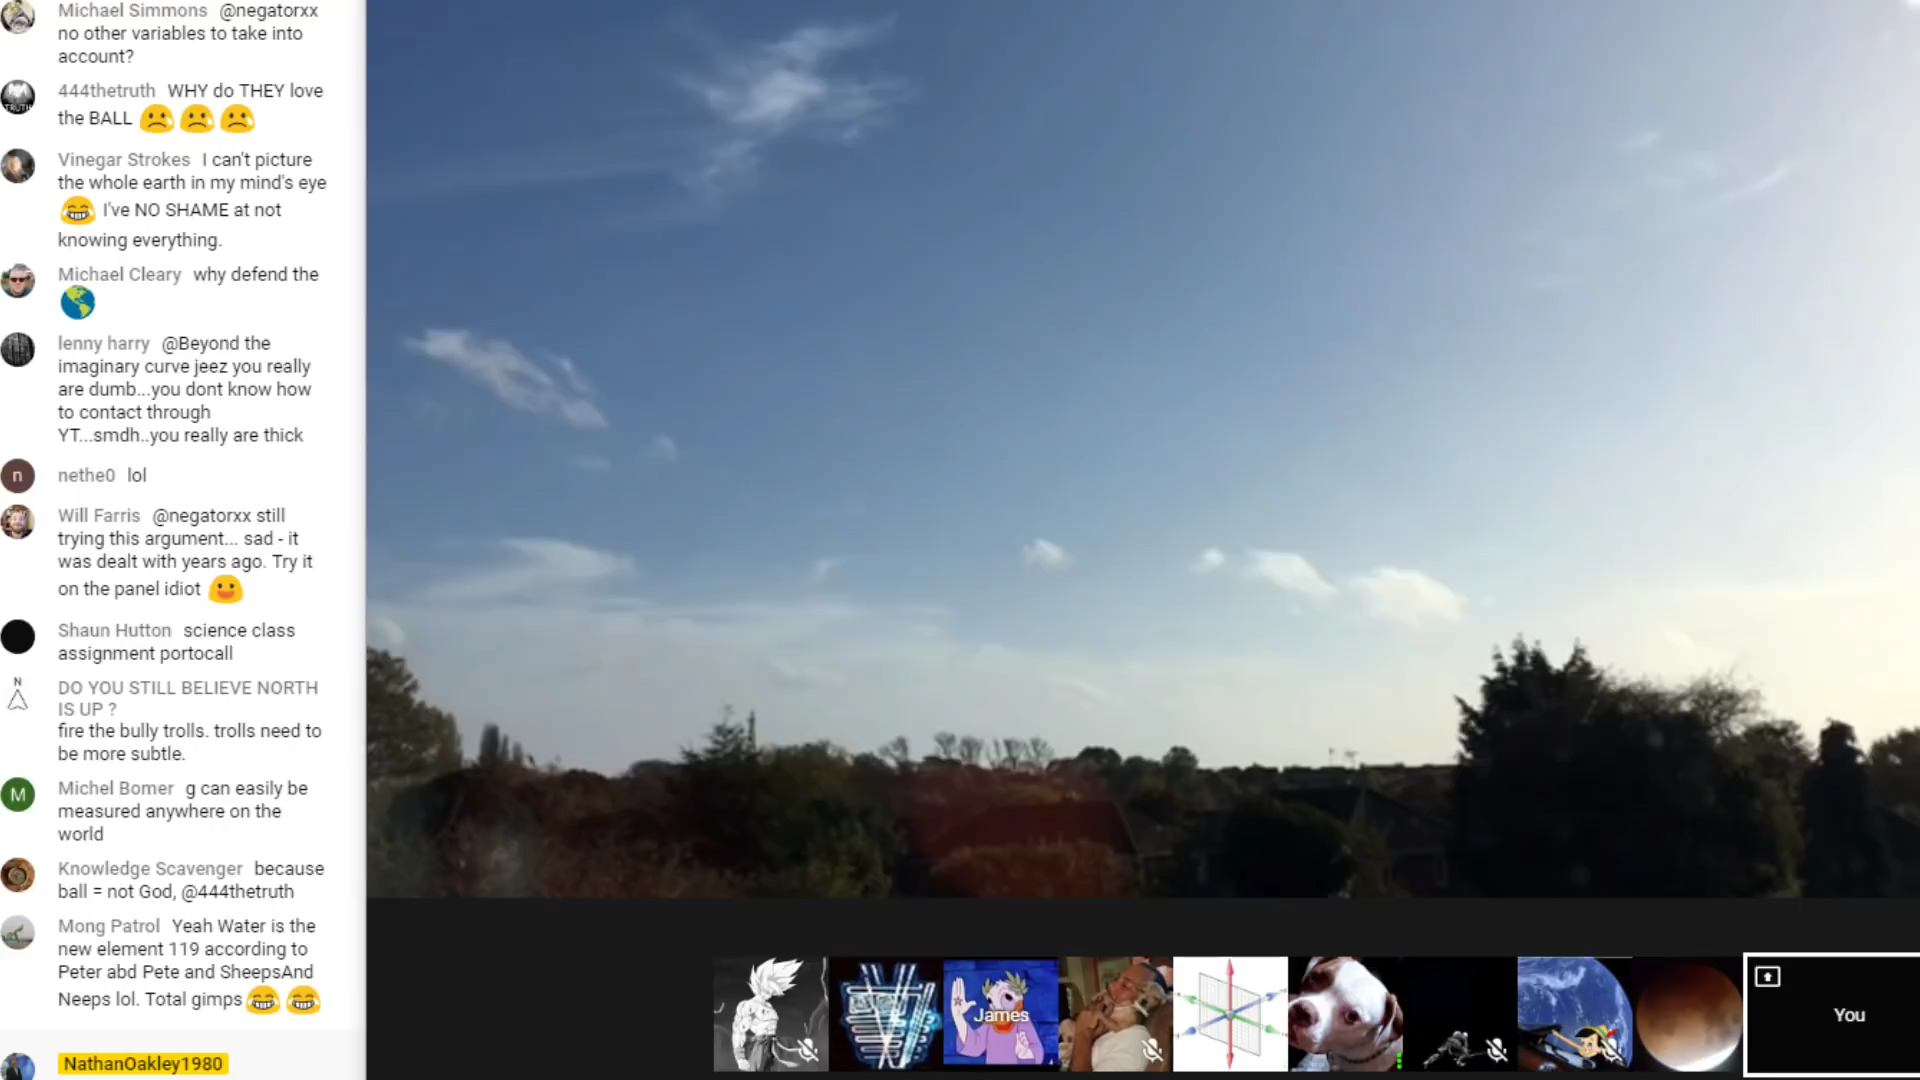 Michael Simmons @negatorxx
no other variables to take into
account?
444thetruth WHY do THEY love
the BALL
Vinegar Strokes I can't picture
the whole earth in my mind's eye
I've NO SHAME at not
knowing everything.
Michael Cleary why defend the
lenny harry @Beyond the
imaginary curve jeez you really
are dumb...you dont know how
to contact through
YT...smdh..you really are thick
n
nethe0 lol
Will Farris @negatorxx still
trying this argument... sad - it
was dealt with years ago. Try it
on the panel idiot
Shaun Hutton science class
assignment portocall
N
DO YOU STILL BELIEVE NORTH
IS UP ?
fire the bully trolls. trolls need to
be more subtle.
M
Michel Bomer g can easily be
measured anywhere on the
world
Knowledge Scavenger because
ball = not God, @444thetruth
Mong Patrol Yeah Water is the
new element 119 according to
Peter abd Pete and SheepsAnd
Neeps lol. Total gimps
NathanOakley1980
James
You